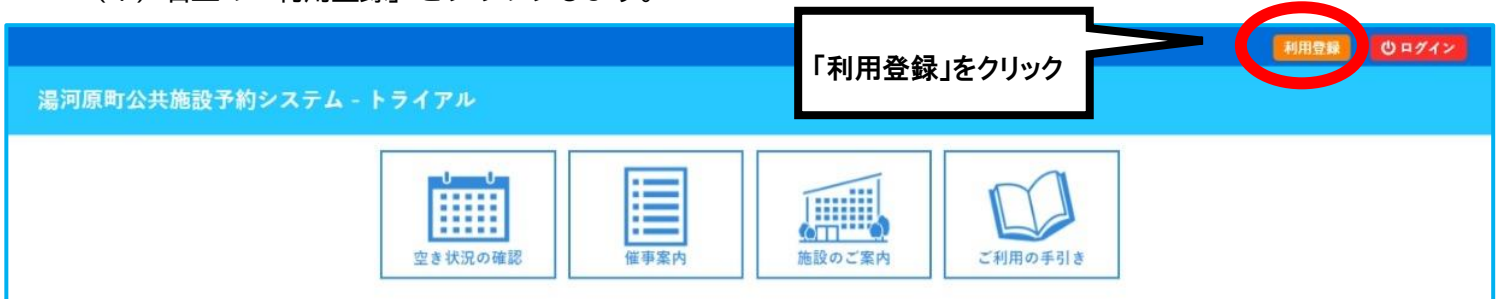 利用登録 ログイン
「利用登録」をクリック
湯河原町公共施設予約システム - トライアル
空き状況の確認 催事案内 施設のご案内 ご利用の手引き